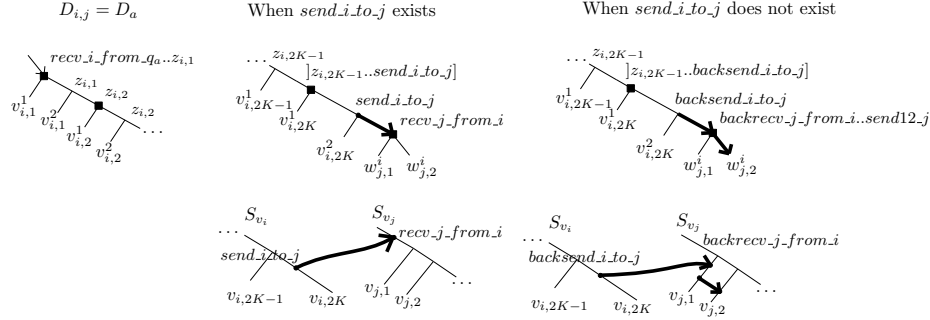 D_{i,j} = D_a
recv_i_from_q_a..z_{i,1}
z_{i,1}
z_{i,2}
z_{i,2}
v^1_{i,1}
v^2_{i,1}
v^1_{i,2}
v^2_{i,2}
...
When send_i_to_j exists
... z_{i,2K−1}
]z_{i,2K−1}..send_i_to_j]
v^1_{i,2K−1}
send_i_to_j
v^1_{i,2K}
recv_j_from_i
v^2_{i,2K}
w^i_{j,1}
w^i_{j,2}
S_{v_i}
S_{v_j}
...
recv_j_from_i
send_i_to_j
...
v_{i,2K−1}
v_{i,2K}
v_{j,1}
v_{j,2}
When send_i_to_j does not exist
... z_{i,2K−1}
]z_{i,2K−1}..backsend_i_to_j]
v^1_{i,2K−1}
backsend_i_to_j
v^1_{i,2K}
backrecv_j_from_i..send12_j
v^2_{i,2K}
w^i_{j,1}
w^i_{j,2}
S_{v_i}
S_{v_j}
...
backrecv_j_from_i
backsend_i_to_j
...
v_{i,2K−1}
v_{i,2K}
v_{j,1}
v_{j,2}